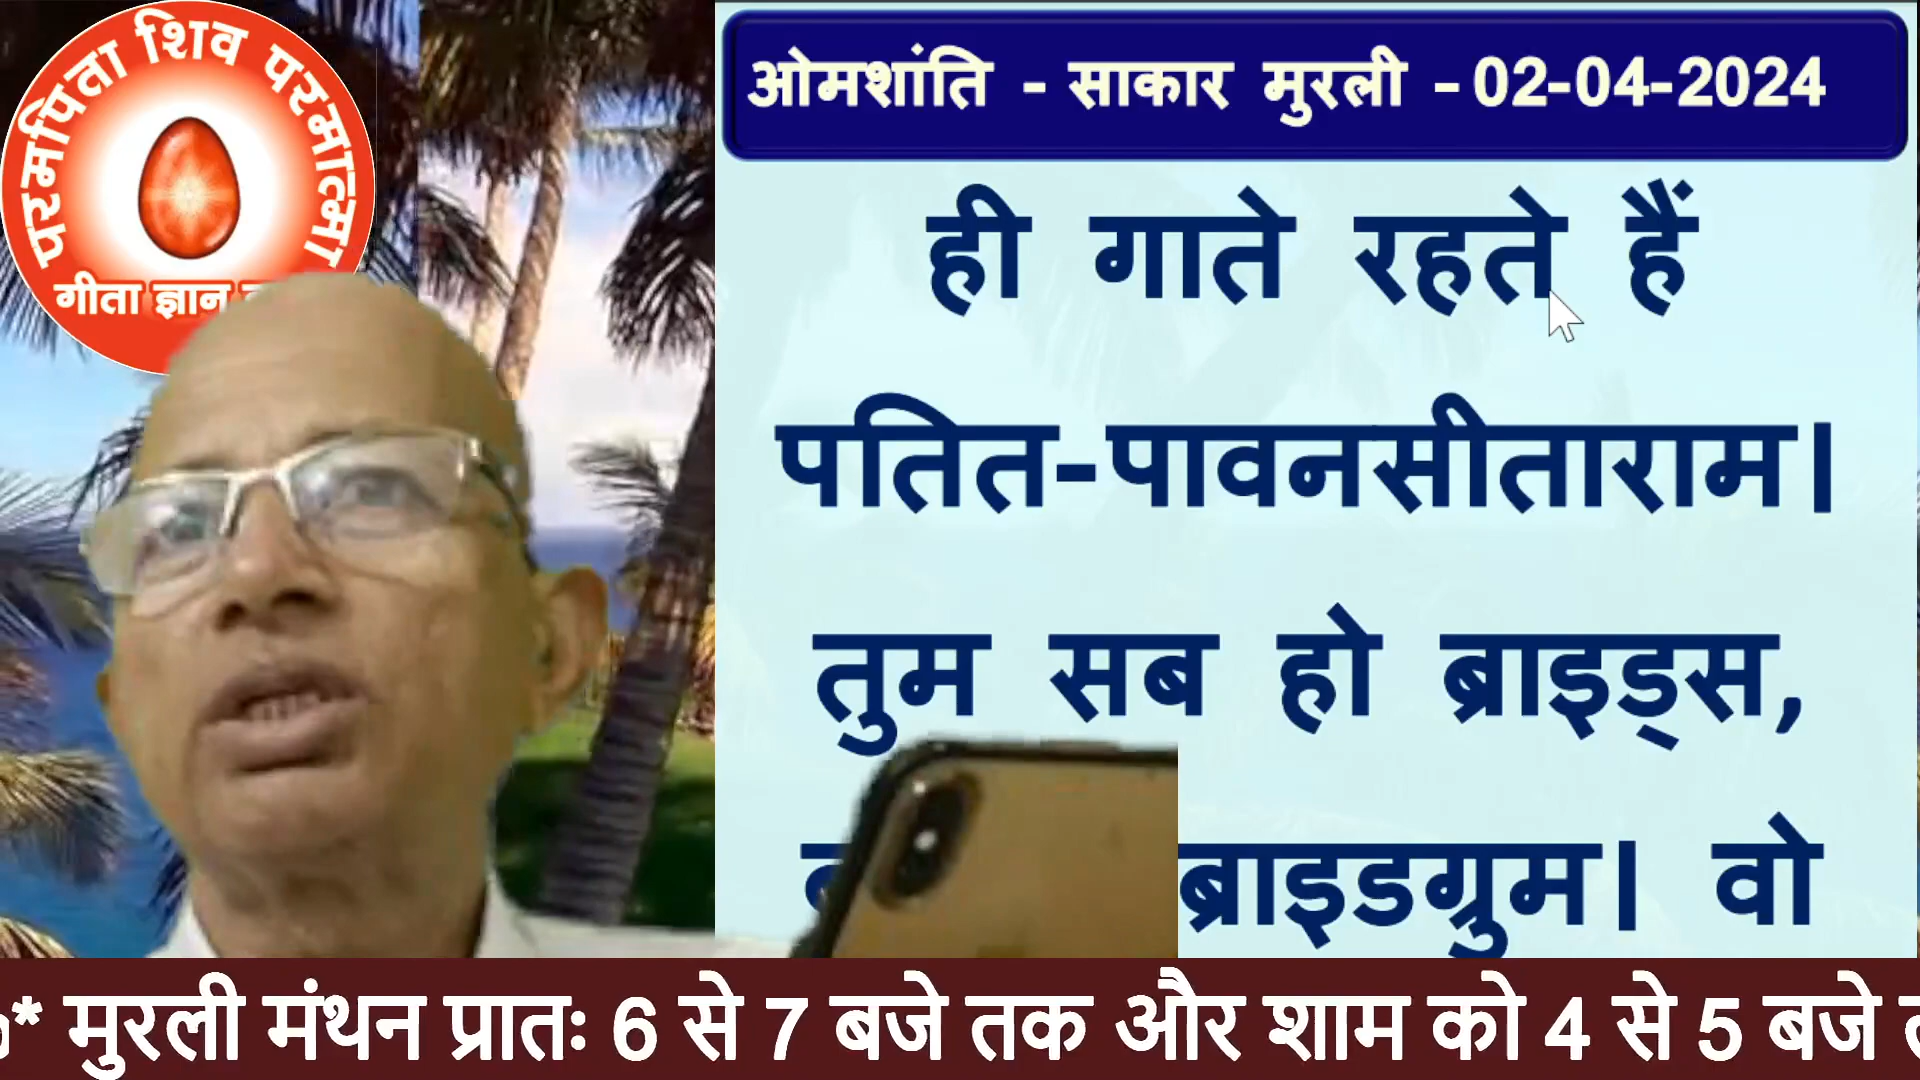 परमपिता शिव परमात्मा
गीता ज्ञान
ओमशांति - साकार मुरली - 02-04-2024
ही गाते रहते हैं
पतित-पावनसीताराम।
तुम सब हो ब्राइड्स,
ब्राइडग्रुम। वो
* मुरली मंथन प्रातः 6 से 7 बजे तक और शाम को 4 से 5 बजे